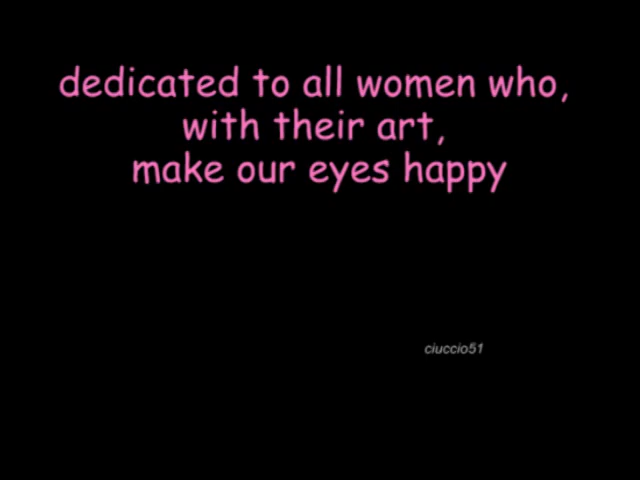 dedicated to all women who,
with their art,
make our eyes happy
ciuccio51